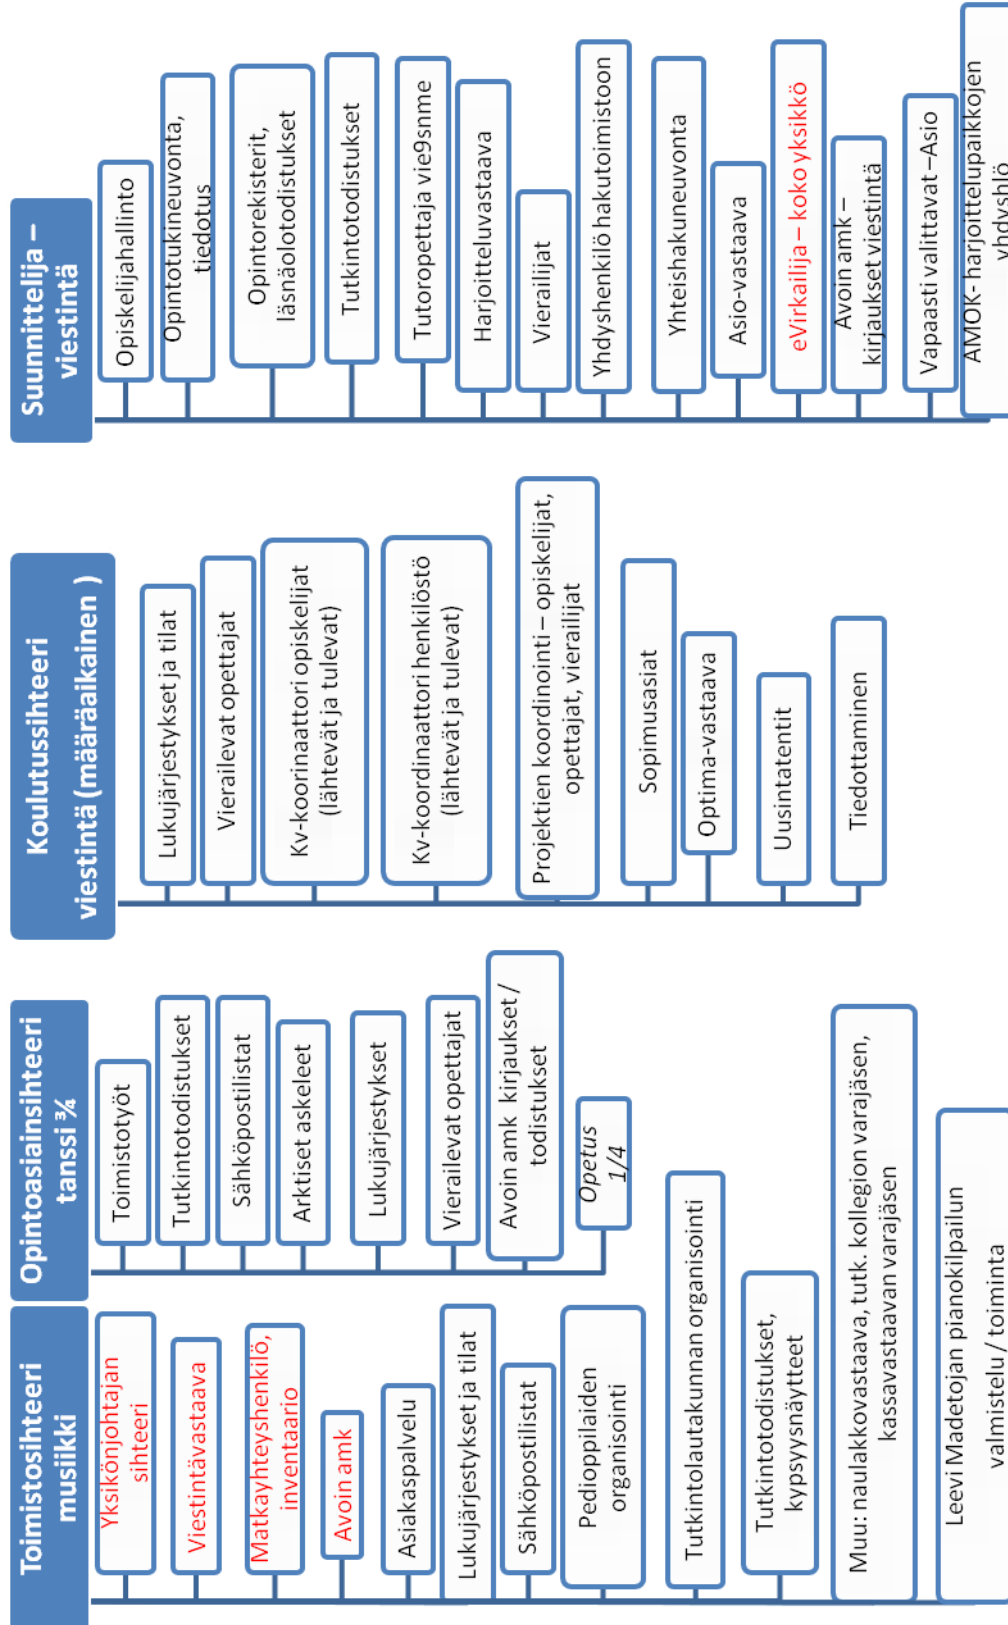 Toimistosihteeri
musiikki
Yksikönjohtajan
sihteeri
Viestintävastaava
Matkayhteyshenkilö,
inventaario
Avoin amk
Asiakaspalvelu
Lukujärjestykset ja tilat
Sähköpostilistat
Pedioppilaiden
organisointi
Tutkintolautakunnan organisointi
Tutkintotodistukset,
kypsyysnäytteet
Muu: naulakkovastaava, tutk. kollegion varajäsen,
kassavastaavan varajäsen
Leevi Madetojan pianokilpailun
valmistelu / toiminta
Opintoasiainsihteeri
tanssi ¾
Toimistotyöt
Tutkintotodistukset
Sähköpostilistat
Arktiset askeleet
Lukujärjestykset
Vierailevat opettajat
Avoin amk kirjaukset /
todistukset
Opetus
1/4
Koulutussihteeri
viestintä (määräaikainen )
Lukujärjestykset ja tilat
Vierailevat opettajat
Kv-koorinaattori opiskelijat
(lähtevät ja tulevat)
Kv-koordinaattori henkilöstö
(lähtevät ja tulevat)
Projektien koordinointi – opiskelijat,
opettajat, vierailijat
Sopimusasiat
Optima-vastaava
Uusintatentit
Tiedottaminen
Suunnittelija –
viestintä
Opiskelijahallinto
Opintotukineuvonta,
tiedotus
Opintorekisterit,
läsnäolotodistukset
Tutkintotodistukset
Tutoropettaja vie9snme
Harjoitteluvastaava
Vierailijat
Yhdyshenkilö hakutoimistoon
Yhteishakuneuvonta
Asio-vastaava
eVirkailija – koko yksikkö
Avoin amk –
kirjaukset viestintä
Vapaasti valittavat –Asio
AMOK- harjoittelupaikkojen
yhdyshlö